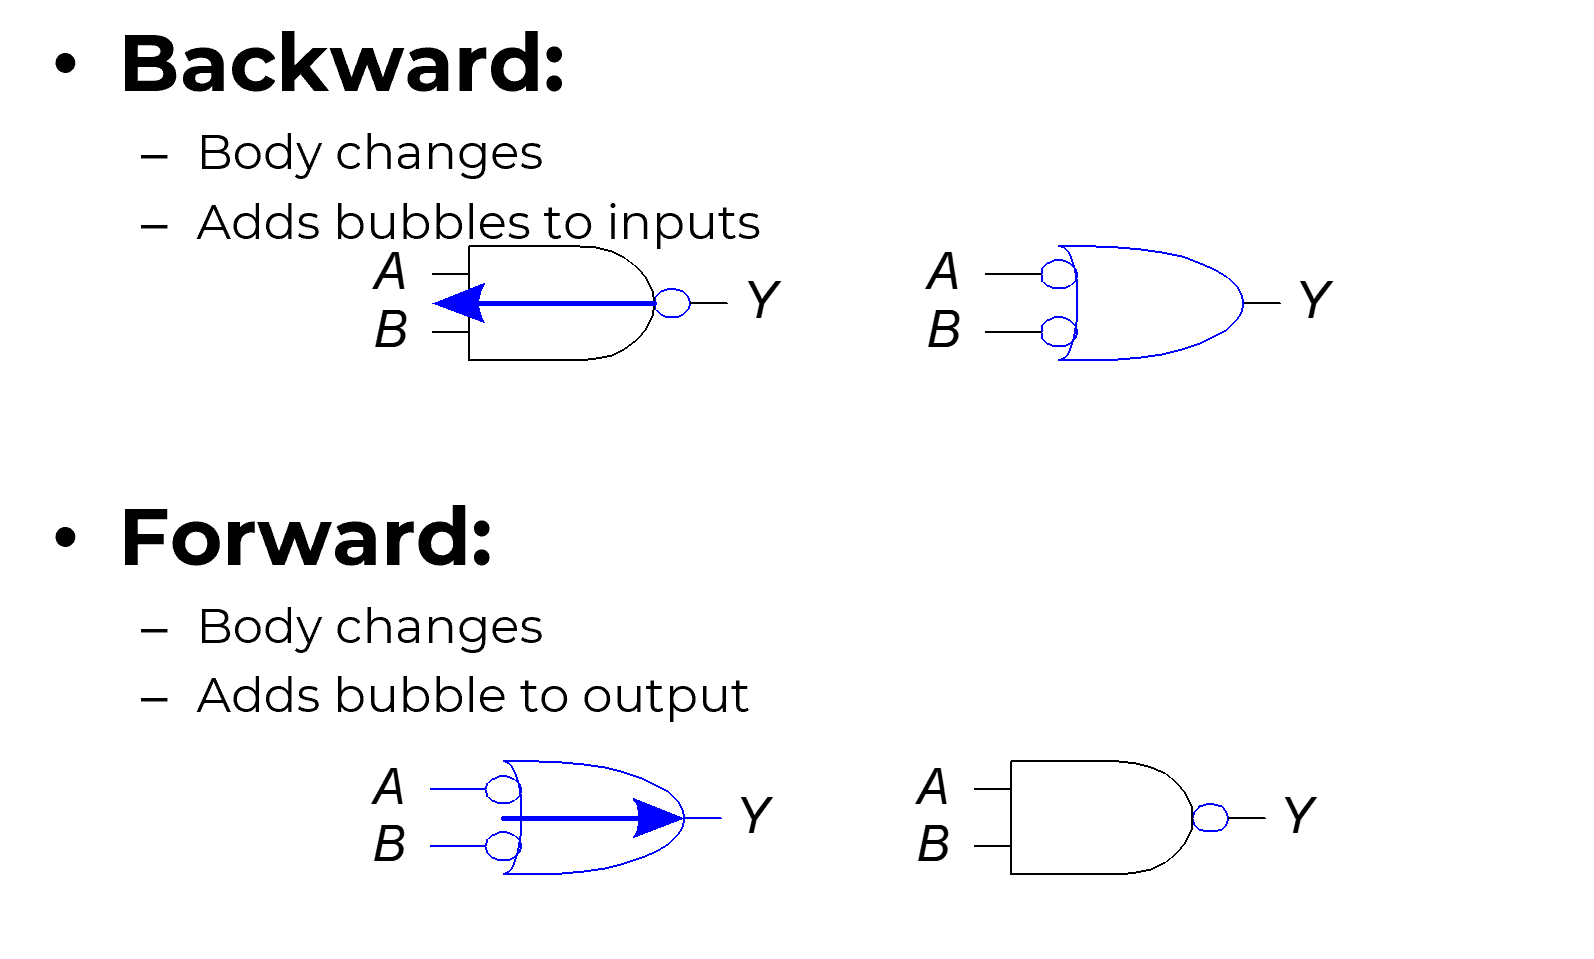 • Backward:
– Body changes
– Adds bubbles to inputs
A
B
Y
A
B
Y
• Forward:
– Body changes
– Adds bubble to output
A
B
Y
A
B
Y